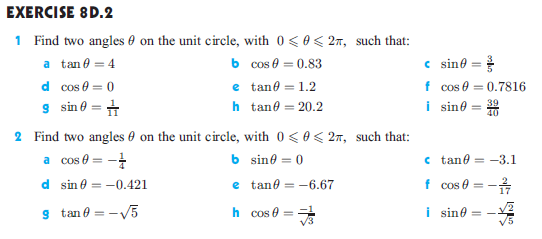 EXERCISE 8D.2
1 Find two angles θ on the unit circle, with 0 ⩽ θ ⩽ 2π, such that:
a tan θ = 4 b cos θ = 0.83 c sin θ = 3/5
d cos θ = 0 e tan θ = 1.2 f cos θ = 0.7816
g sin θ = 1/11 h tan θ = 20.2 i sin θ = 39/40
2 Find two angles θ on the unit circle, with 0 ⩽ θ ⩽ 2π, such that:
a cos θ = −1/4 b sin θ = 0 c tan θ = −3.1
d sin θ = −0.421 e tan θ = −6.67 f cos θ = −2/17
g tan θ = −√5 h cos θ = −1/√3 i sin θ = −√2/√5